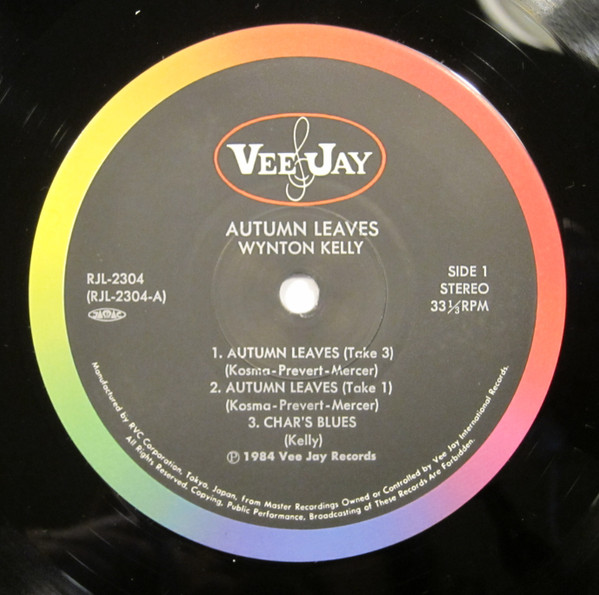 VEE JAY
AUTUMN LEAVES
WYNTON KELLY
RJL-2304
(RJL-2304-A)
SIDE 1
STEREO
33⅓RPM
1. AUTUMN LEAVES (Take 3)
(Kosma-Prevert-Mercer)
2. AUTUMN LEAVES (Take 1)
(Kosma-Prevert-Mercer)
3. CHAR'S BLUES
(Kelly)
℗ 1984 Vee Jay Records
Manufactured by RVC Corporation, Tokyo, Japan, from Master Recordings Owned or Controlled by Vee Jay International Records.
All Rights Reserved. Copying, Public Performance, Broadcasting of These Records Are Forbidden.